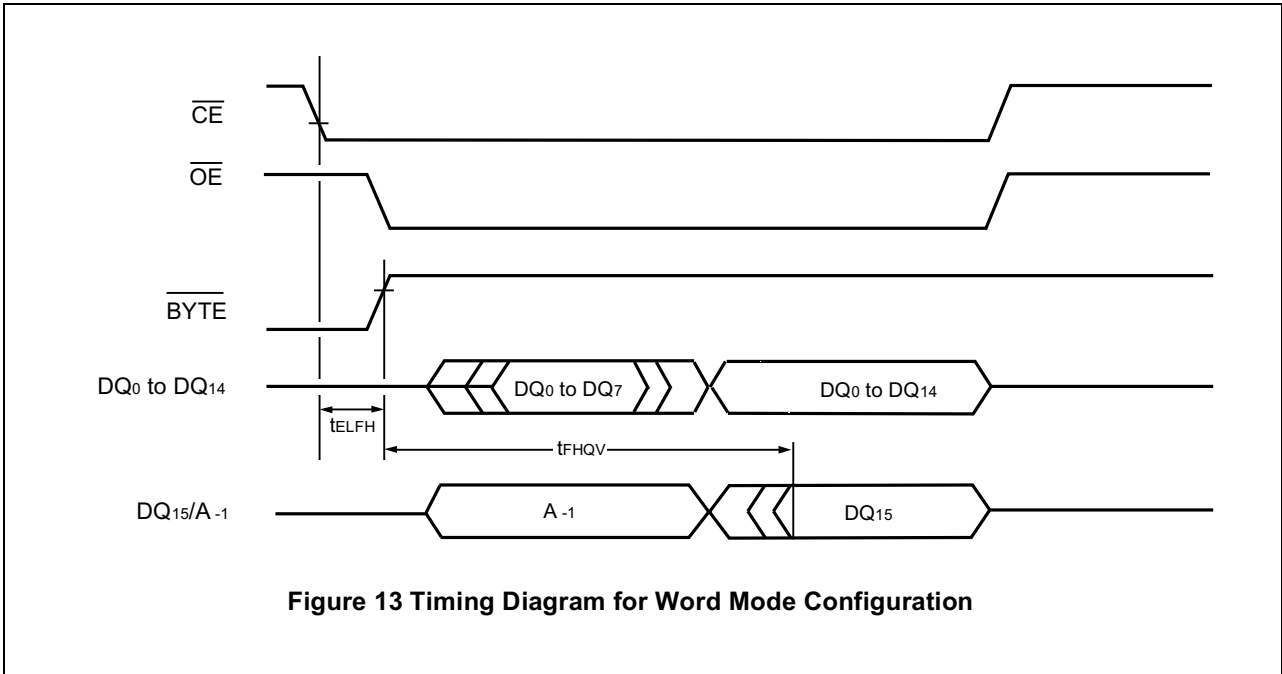 CE
OE
BYTE
DQ0 to DQ14
DQ0 to DQ7
DQ0 to DQ14
tELFH
tFHQV
DQ15/A -1
A -1
DQ15
Figure 13 Timing Diagram for Word Mode Configuration